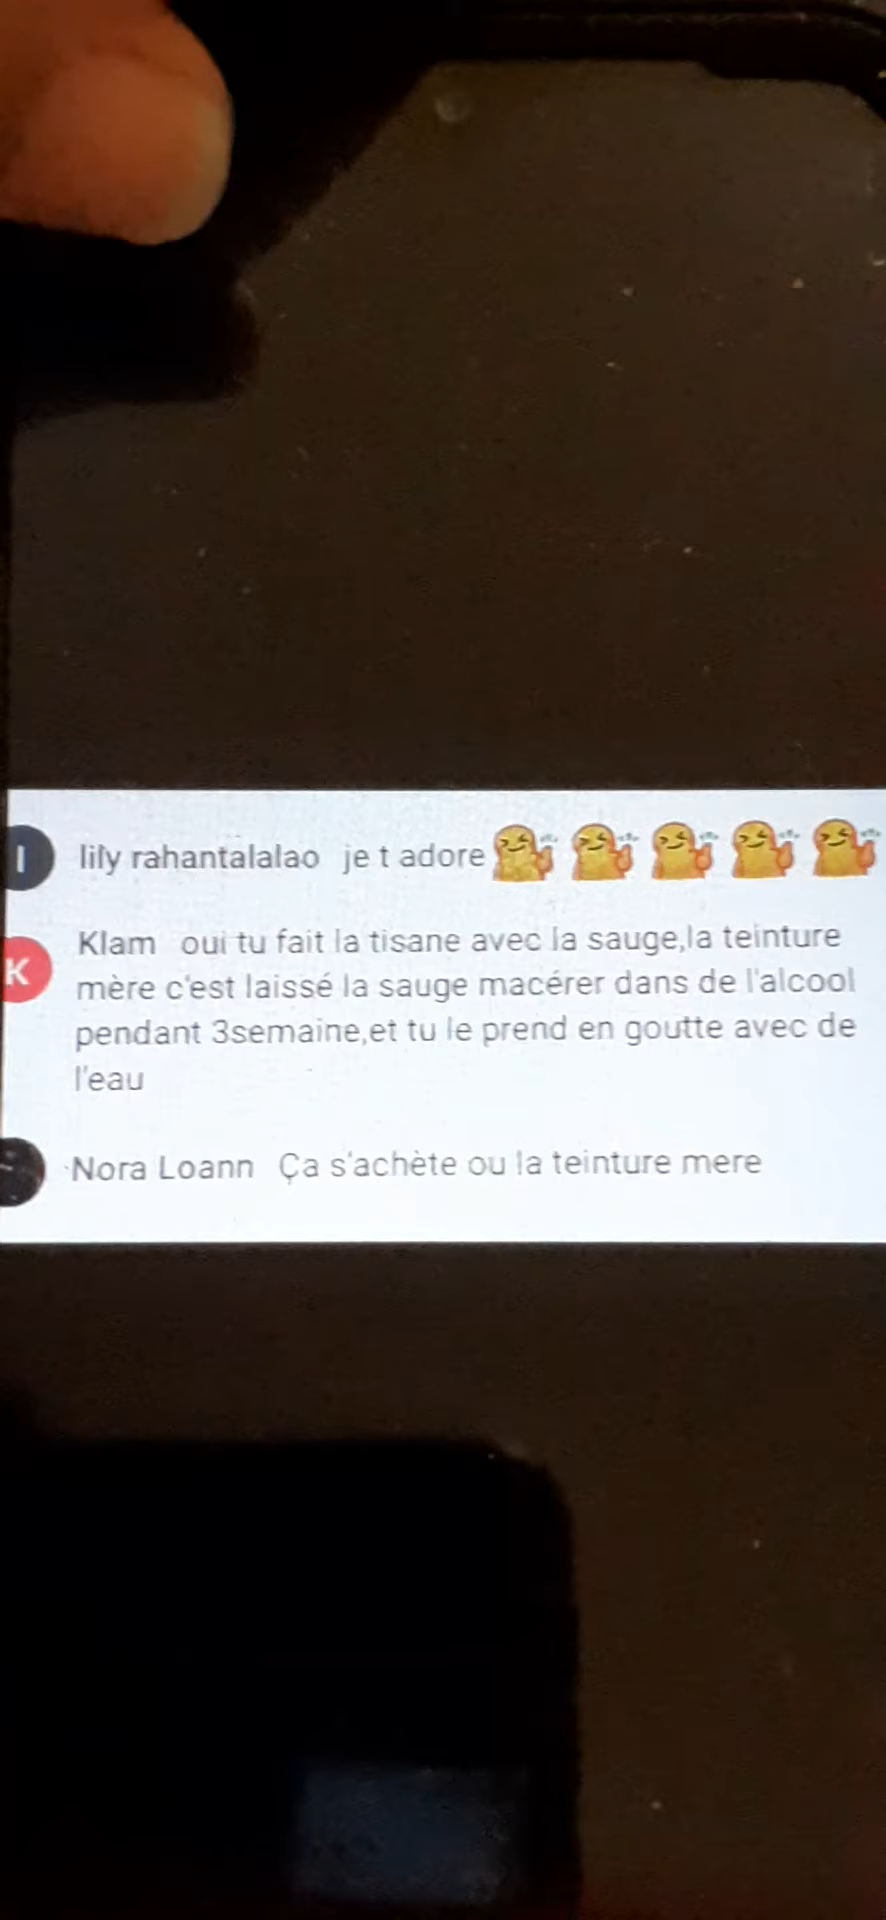 l lily rahantalalao je t adore
K Klam oui tu fait la tisane avec la sauge,la teinture
mère c'est laissé la sauge macérer dans de l'alcool
pendant 3semaine,et tu le prend en goutte avec de
l'eau
Nora Loann Ça s'achète ou la teinture mere